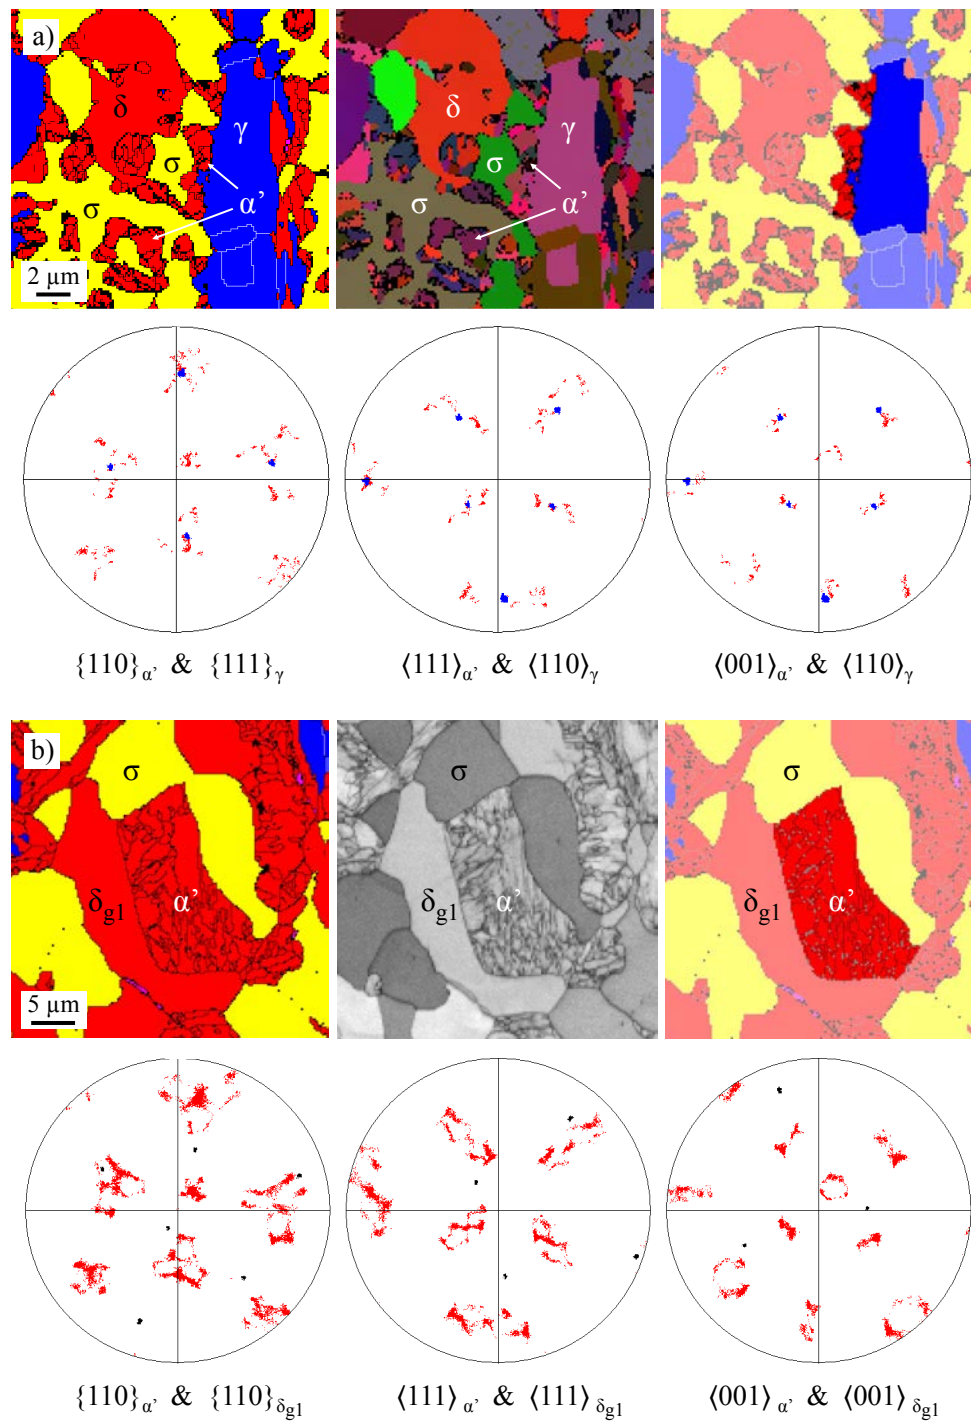 a)
δ γ δ γ
σ α’ σ α’
σ σ
2 µm
{110}α’ & {111}γ ⟨111⟩α’ & ⟨110⟩γ ⟨001⟩α’ & ⟨110⟩γ
b)
σ σ
δg1 α’ δg1 α’ δg1 α’
5 µm
{110}α’ & {110}δg1 ⟨111⟩α’ & ⟨111⟩δg1 ⟨001⟩α’ & ⟨001⟩δg1